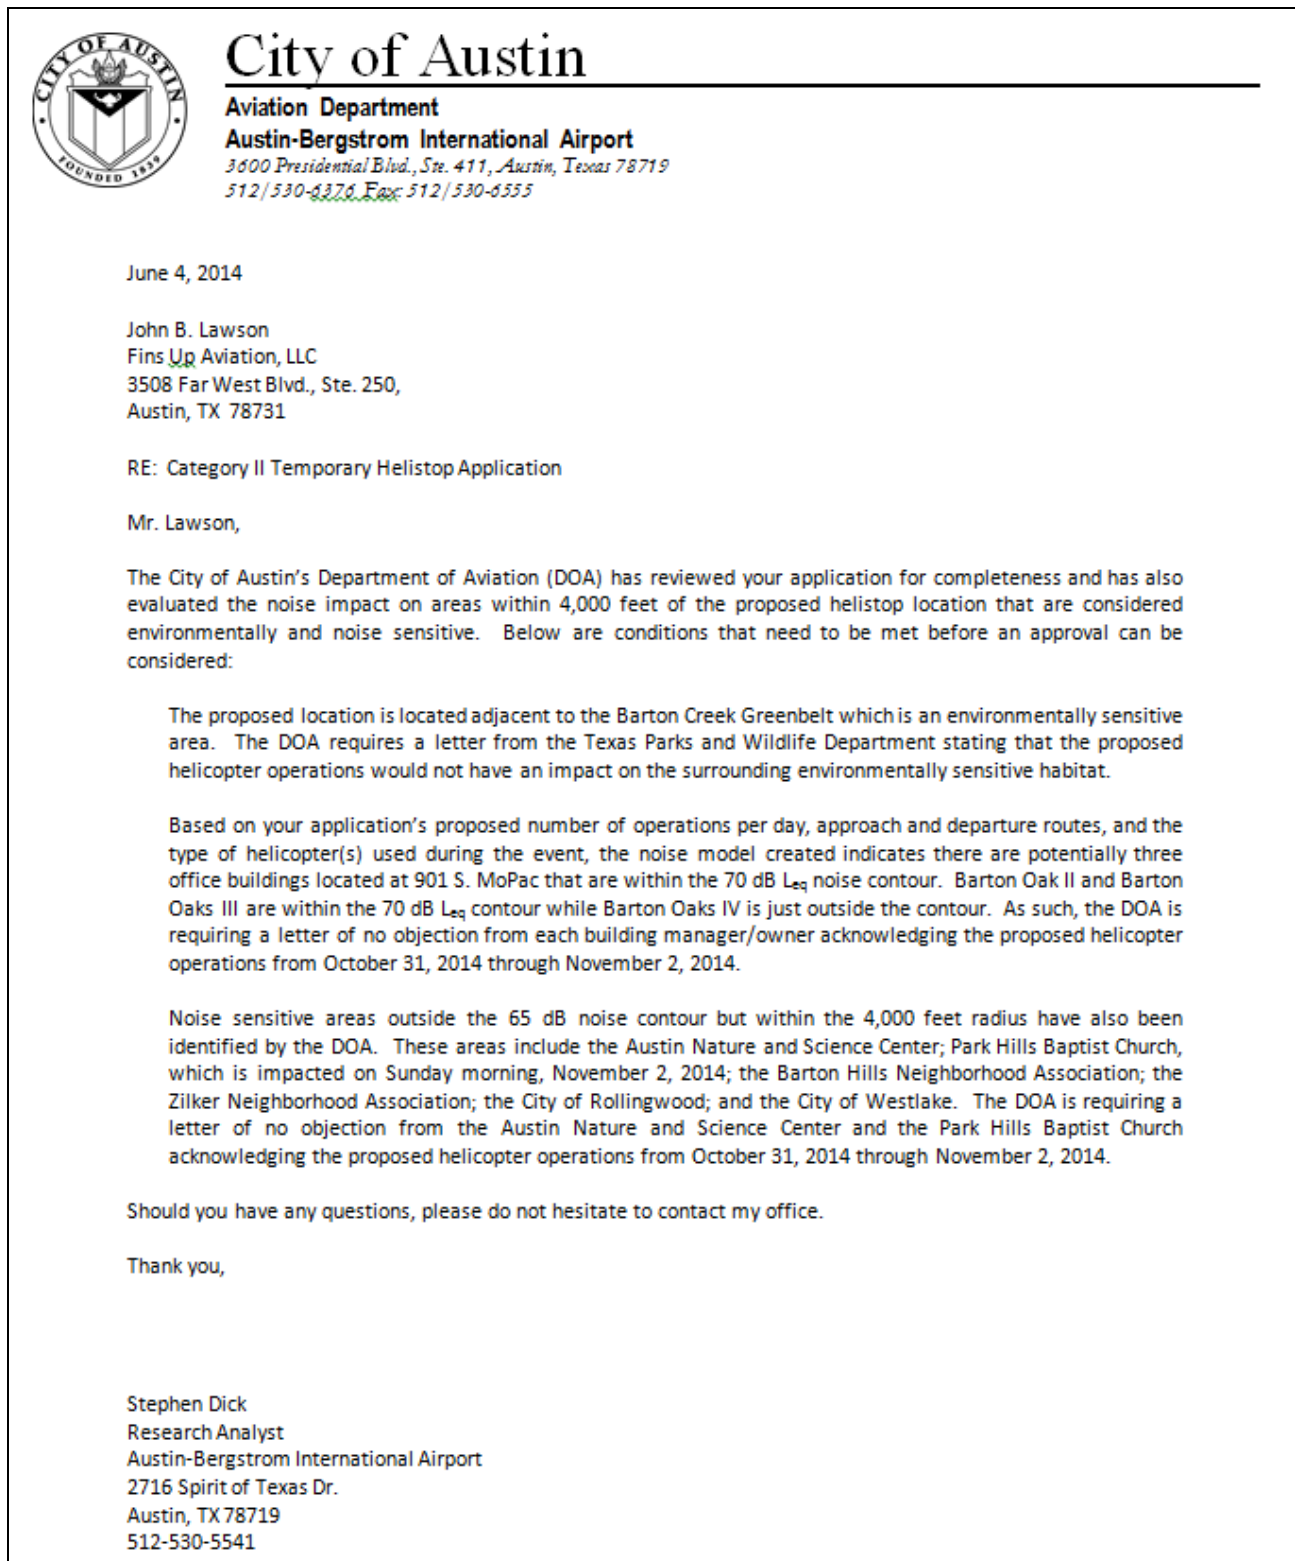 CITY OF AUSTIN
FOUNDED 1839
City of Austin
Aviation Department
Austin-Bergstrom International Airport
3600 Presidential Blvd., Ste. 411, Austin, Texas 78719
512/530-6376 Fax: 512/530-6555
June 4, 2014
John B. Lawson
Fins Up Aviation, LLC
3508 Far West Blvd., Ste. 250,
Austin, TX 78731
RE: Category II Temporary Helistop Application
Mr. Lawson,
The City of Austin's Department of Aviation (DOA) has reviewed your application for completeness and has also
evaluated the noise impact on areas within 4,000 feet of the proposed helistop location that are considered
environmentally and noise sensitive. Below are conditions that need to be met before an approval can be
considered:
The proposed location is located adjacent to the Barton Creek Greenbelt which is an environmentally sensitive
area. The DOA requires a letter from the Texas Parks and Wildlife Department stating that the proposed
helicopter operations would not have an impact on the surrounding environmentally sensitive habitat.
Based on your application's proposed number of operations per day, approach and departure routes, and the
type of helicopter(s) used during the event, the noise model created indicates there are potentially three
office buildings located at 901 S. MoPac that are within the 70 dB Leq noise contour. Barton Oak II and Barton
Oaks III are within the 70 dB Leq contour while Barton Oaks IV is just outside the contour. As such, the DOA is
requiring a letter of no objection from each building manager/owner acknowledging the proposed helicopter
operations from October 31, 2014 through November 2, 2014.
Noise sensitive areas outside the 65 dB noise contour but within the 4,000 feet radius have also been
identified by the DOA. These areas include the Austin Nature and Science Center; Park Hills Baptist Church,
which is impacted on Sunday morning, November 2, 2014; the Barton Hills Neighborhood Association; the
Zilker Neighborhood Association; the City of Rollingwood; and the City of Westlake. The DOA is requiring a
letter of no objection from the Austin Nature and Science Center and the Park Hills Baptist Church
acknowledging the proposed helicopter operations from October 31, 2014 through November 2, 2014.
Should you have any questions, please do not hesitate to contact my office.
Thank you,
Stephen Dick
Research Analyst
Austin-Bergstrom International Airport
2716 Spirit of Texas Dr.
Austin, TX 78719
512-530-5541